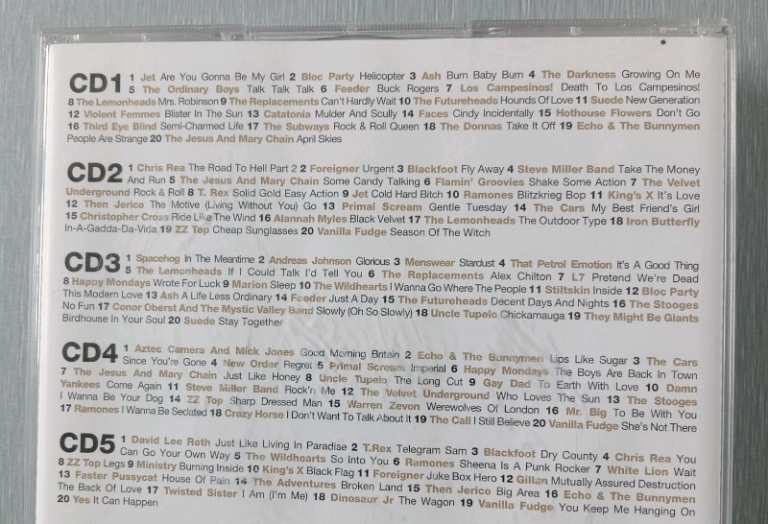 CD1 1 Jet Are You Gonna Be My Girl 2 Bloc Party Helicopter 3 Ash Burn Baby Burn 4 The Darkness Growing On Me
5 The Ordinary Boys Talk Talk Talk 6 Feeder Buck Rogers 7 Los Campesinos! Death To Los Campesinos!
8 The Lemonheads Mrs. Robinson 9 The Replacements Can't Hardly Wait 10 The Futureheads Hounds Of Love 11 Suede New Generation
12 Violent Femmes Blister In The Sun 13 Catatonia Mulder And Scully 14 Faces Cindy Incidentally 15 Hothouse Flowers Don't Go
16 Third Eye Blind Semi-Charmed Life 17 The Subways Rock & Roll Queen 18 The Donnas Take It Off 19 Echo & The Bunnymen
People Are Strange 20 The Jesus And Mary Chain April Skies
CD2 1 Chris Rea The Road To Hell Part 2 2 Foreigner Urgent 3 Blackfoot Fly Away 4 Steve Miller Band Take The Money
And Run 5 The Jesus And Mary Chain Some Candy Talking 6 Flamin' Groovies Shake Some Action 7 The Velvet
Underground Rock & Roll 8 T. Rex Solid Gold Easy Action 9 Jet Cold Hard Bitch 10 Ramones Blitzkrieg Bop 11 King's X It's Love
12 Then Jerico The Motive (Living Without You) Go 13 Primal Scream Gentle Tuesday 14 The Cars My Best Friend's Girl
15 Christopher Cross Ride Like The Wind 16 Alannah Myles Black Velvet 17 The Lemonheads The Outdoor Type 18 Iron Butterfly
In-A-Gadda-Da-Vida 19 ZZ Top Cheap Sunglasses 20 Vanilla Fudge Season Of The Witch
CD3 1 Spacehog In The Meantime 2 Andreas Johnson Glorious 3 Menswear Stardust 4 That Petrol Emotion It's A Good Thing
5 The Lemonheads If I Could Talk I'd Tell You 6 The Replacements Alex Chilton 7 L7 Pretend We're Dead
8 Happy Mondays Wrote For Luck 9 Marion Sleep 10 The Wildhearts I Wanna Go Where The People 11 Stiltskin Inside 12 Bloc Party
This Modern Love 13 Ash A Life Less Ordinary 14 Feeder Just A Day 15 The Futureheads Decent Days And Nights 16 The Stooges
No Fun 17 Conor Oberst And The Mystic Valley Band Slowly (Oh So Slowly) 18 Uncle Tupelo Chickamauga 19 They Might Be Giants
Birdhouse In Your Soul 20 Suede Stay Together
CD4 1 Aztec Camera And Mick Jones Good Morning Britain 2 Echo & The Bunnymen Lips Like Sugar 3 The Cars
Since You're Gone 4 New Order Regret 5 Primal Scream Imperial 6 Happy Mondays The Boys Are Back In Town
7 The Jesus And Mary Chain Just Like Honey 8 Uncle Tupelo The Long Cut 9 Gay Dad To Earth With Love 10 Damn
Yankees Come Again 11 Steve Miller Band Rock'n Me 12 The Velvet Underground Who Loves The Sun 13 The Stooges
I Wanna Be Your Dog 14 ZZ Top Sharp Dressed Man 15 Warren Zevon Werewolves Of London 16 Mr. Big To Be With You
17 Ramones I Wanna Be Sedated 18 Crazy Horse I Don't Want To Talk About It 19 The Call I Still Believe 20 Vanilla Fudge She's Not There
CD5 1 David Lee Roth Just Like Living In Paradise 2 T.Rex Telegram Sam 3 Blackfoot Dry County 4 Chris Rea You
Can Go Your Own Way 5 The Wildhearts So Into You 6 Ramones Sheena Is A Punk Rocker 7 White Lion Wait
8 ZZ Top Legs 9 Ministry Burning Inside 10 King's X Black Flag 11 Foreigner Juke Box Hero 12 Gillan Mutually Assured Destruction
13 Faster Pussycat House Of Pain 14 The Adventures Broken Land 15 Then Jerico Big Area 16 Echo & The Bunnymen
The Back Of Love 17 Twisted Sister I Am (I'm Me) 18 Dinosaur Jr The Wagon 19 Vanilla Fudge You Keep Me Hanging On
20 Yes It Can Happen